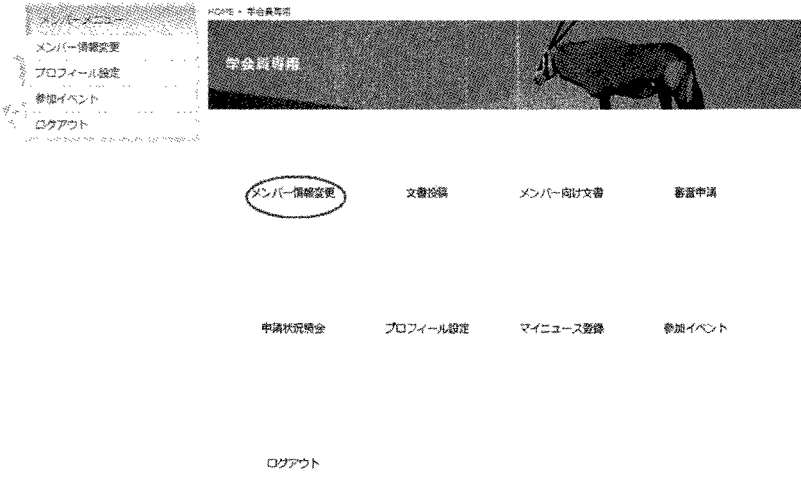 メンバーメニュー
メンバー情報変更
プロフィール設定
参加イベント
ログアウト
HOME > 学会員専用
学会員専用
メンバー情報変更 文書投稿 メンバー向け文書 審査申請
申請状況照会 プロフィール設定 マイニュース登録 参加イベント
ログアウト